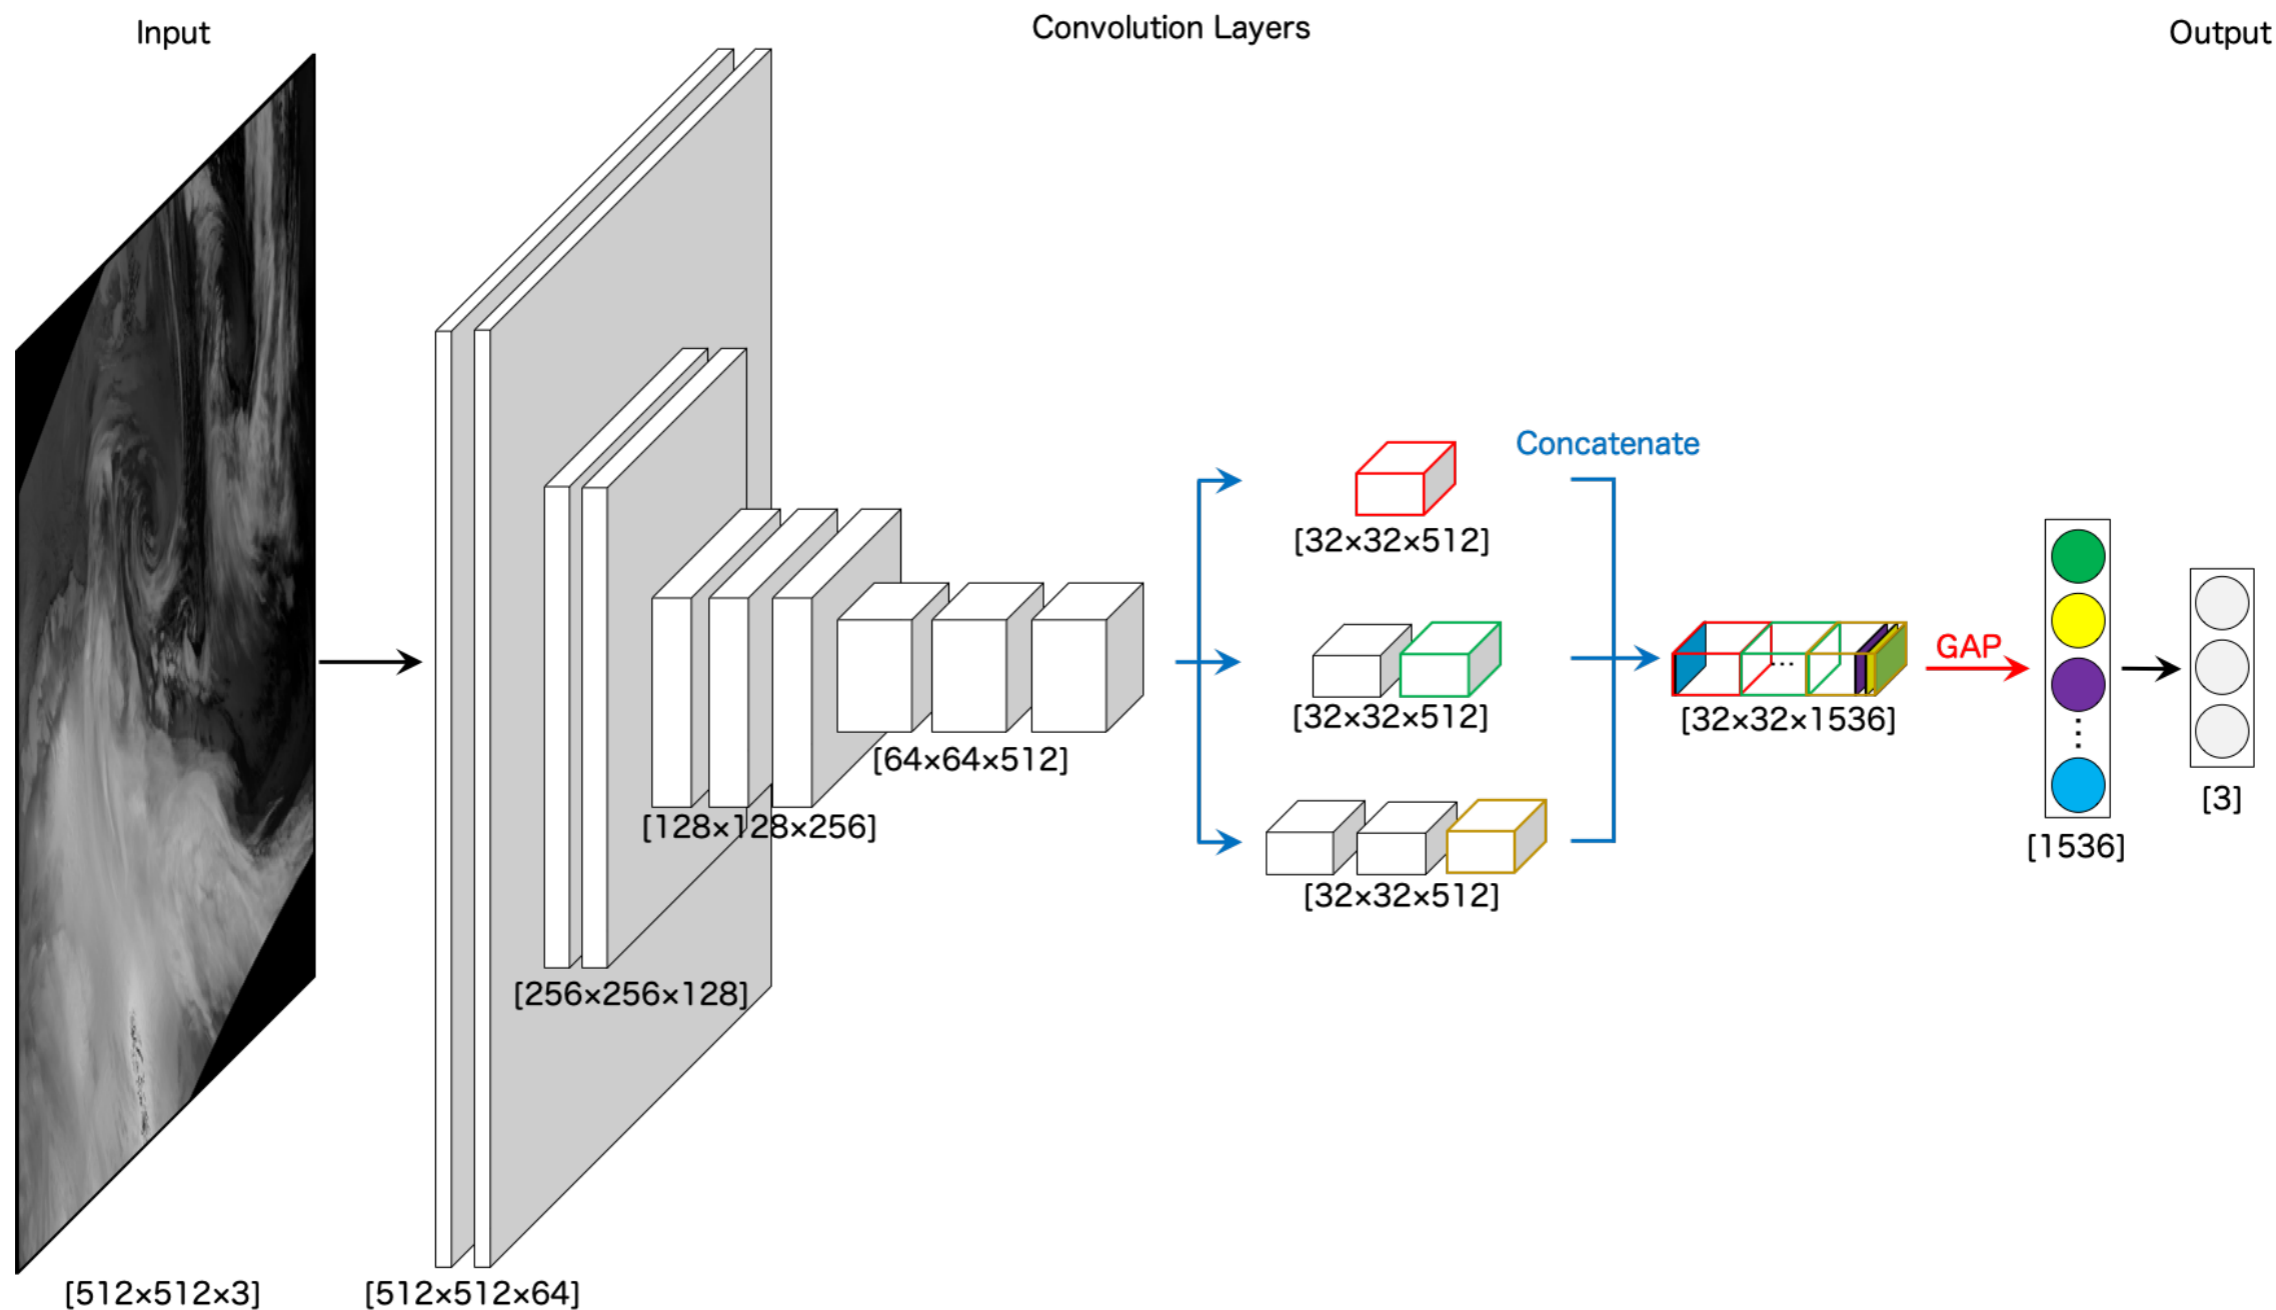 Input
Convolution Layers
Output
Concatenate
[32×32×512]
[32×32×512]
[32×32×512]
GAP
[32×32×1536]
...
[64×64×512]
[128×128×256]
[256×256×128]
[512×512×3]
[512×512×64]
[1536]
[3]